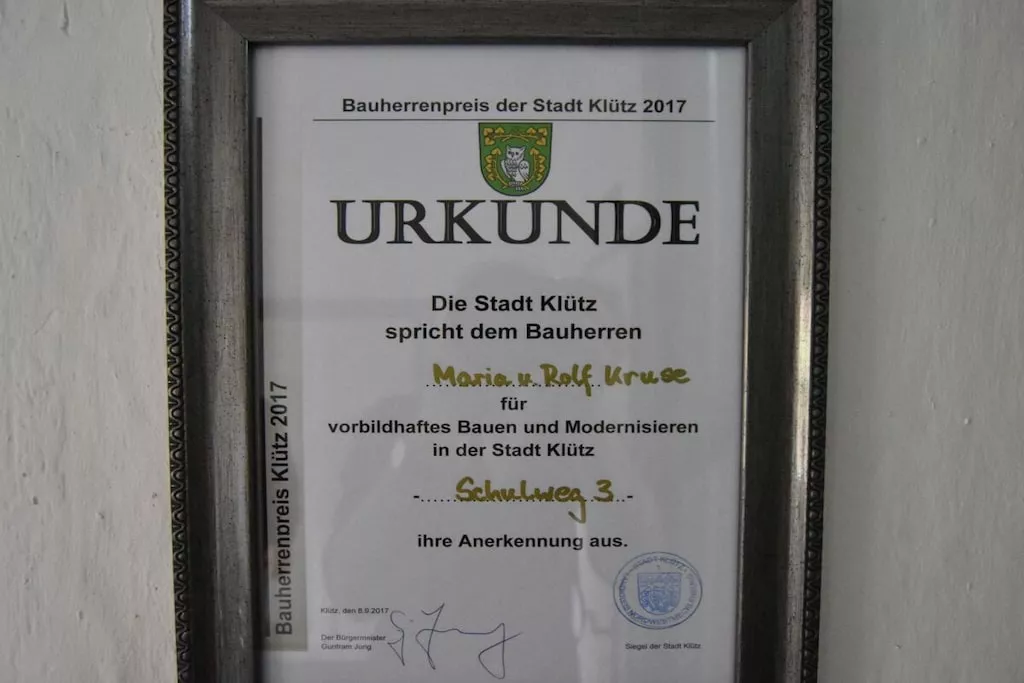 Bauherrenpreis der Stadt Klütz 2017
URKUNDE
Die Stadt Klütz
spricht dem Bauherren
Maria u. Rolf Kruse
für
vorbildhaftes Bauen und Modernisieren
in der Stadt Klütz
- Schulweg 3 -
ihre Anerkennung aus.
Klütz, den 8.9.2017
Der Bürgermeister
Guntram Jung
Siegel der Stadt Klütz
Bauherrenpreis Klütz 2017